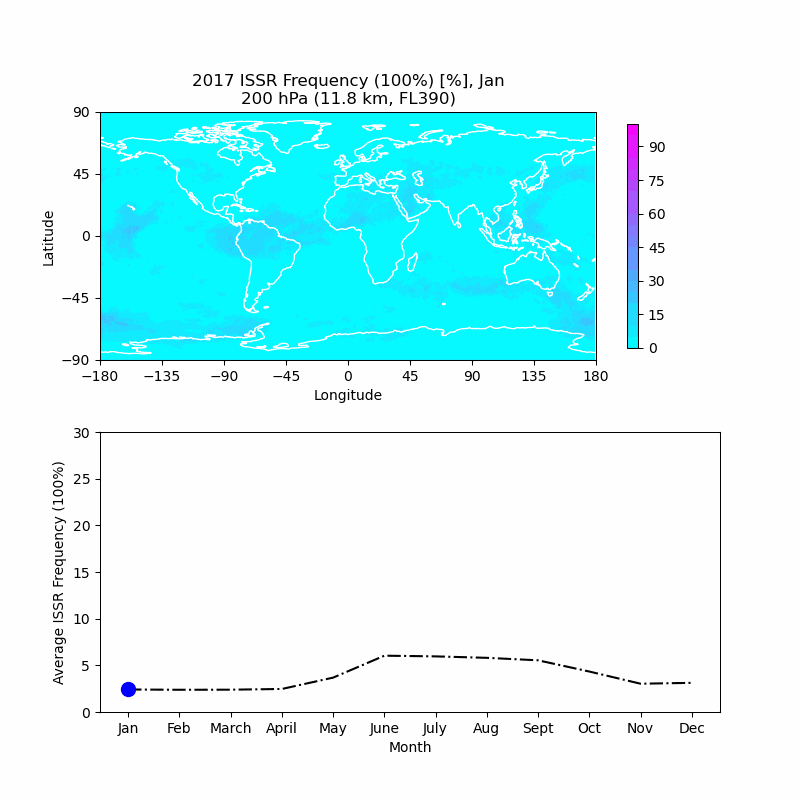 2017 ISSR Frequency (100%) [%], Jan
200 hPa (11.8 km, FL390)
90
45
0
−45
−90
Latitude
−180 −135 −90 −45 0 45 90 135 180
Longitude
90
75
60
45
30
15
0
30
25
20
15
10
5
0
Average ISSR Frequency (100%)
Jan Feb March April May June July Aug Sept Oct Nov Dec
Month